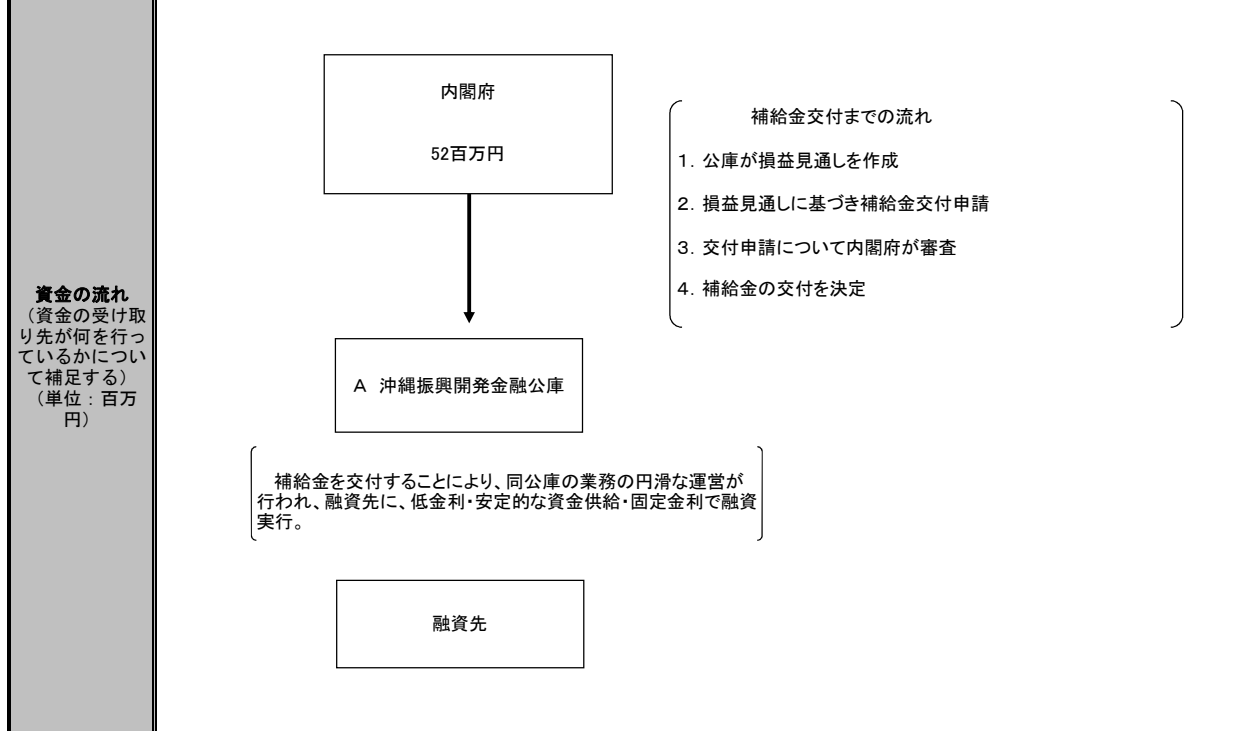 資金の流れ
（資金の受け取
り先が何を行っ
ているかについ
て補足する）
（単位：百万
円）
内閣府
52百万円
補給金交付までの流れ
１．公庫が損益見通しを作成
２．損益見通しに基づき補給金交付申請
３．交付申請について内閣府が審査
４．補給金の交付を決定
Ａ　沖縄振興開発金融公庫
補給金を交付することにより、同公庫の業務の円滑な運営が
行われ、融資先に、低金利・安定的な資金供給・固定金利で融資
実行。
融資先